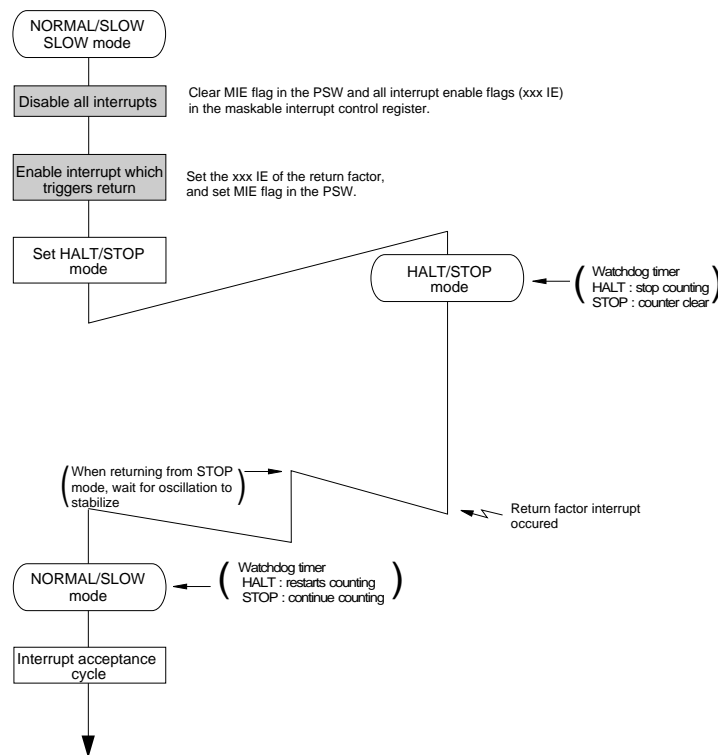 NORMAL/SLOW
SLOW mode
Disable all interrupts
Clear MIE flag in the PSW and all interrupt enable flags (xxx IE)
in the maskable interrupt control register.
Enable interrupt which
triggers return
Set the xxx IE of the return factor,
and set MIE flag in the PSW.
Set HALT/STOP
mode
HALT/STOP
mode
Watchdog timer
HALT : stop counting
STOP : counter clear
When returning from STOP
mode, wait for oscillation to
stabilize
Return factor interrupt
occured
NORMAL/SLOW
mode
Watchdog timer
HALT : restarts counting
STOP : continue counting
Interrupt acceptance
cycle